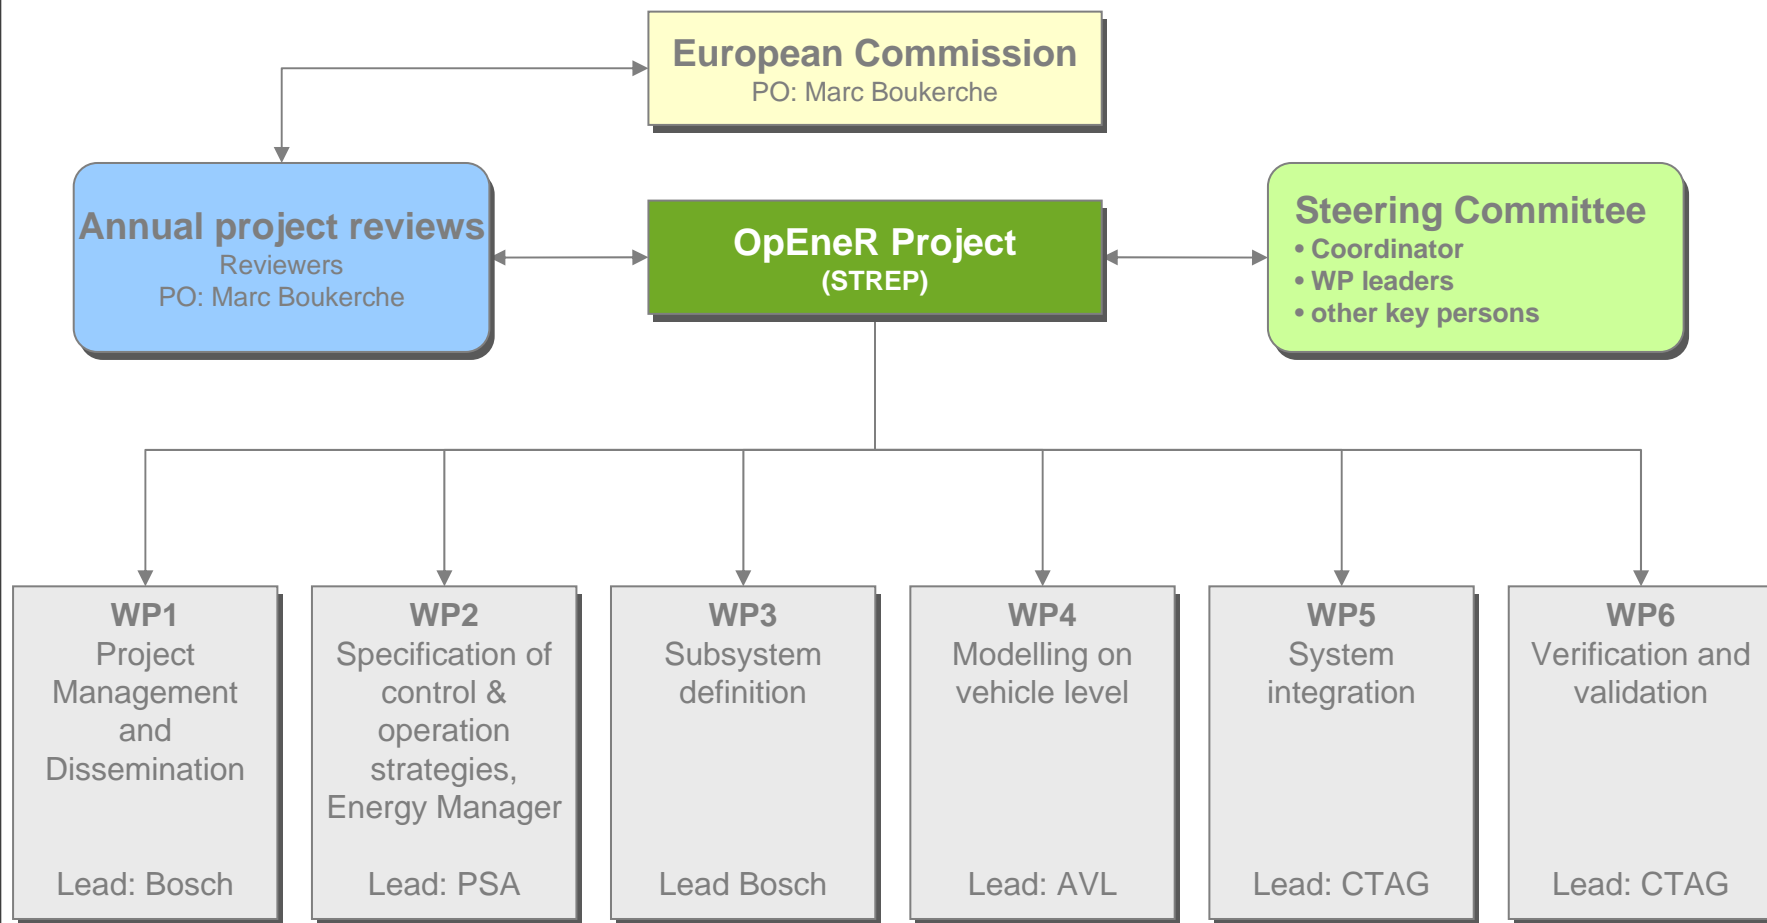 European Commission
PO: Marc Boukerche
Annual project reviews
Reviewers
PO: Marc Boukerche
OpEneR Project
(STREP)
Steering Committee
• Coordinator
• WP leaders
• other key persons
WP1
Project
Management
and
Dissemination
Lead: Bosch
WP2
Specification of
control &
operation
strategies,
Energy Manager
Lead: PSA
WP3
Subsystem
definition
Lead Bosch
WP4
Modelling on
vehicle level
Lead: AVL
WP5
System
integration
Lead: CTAG
WP6
Verification and
validation
Lead: CTAG